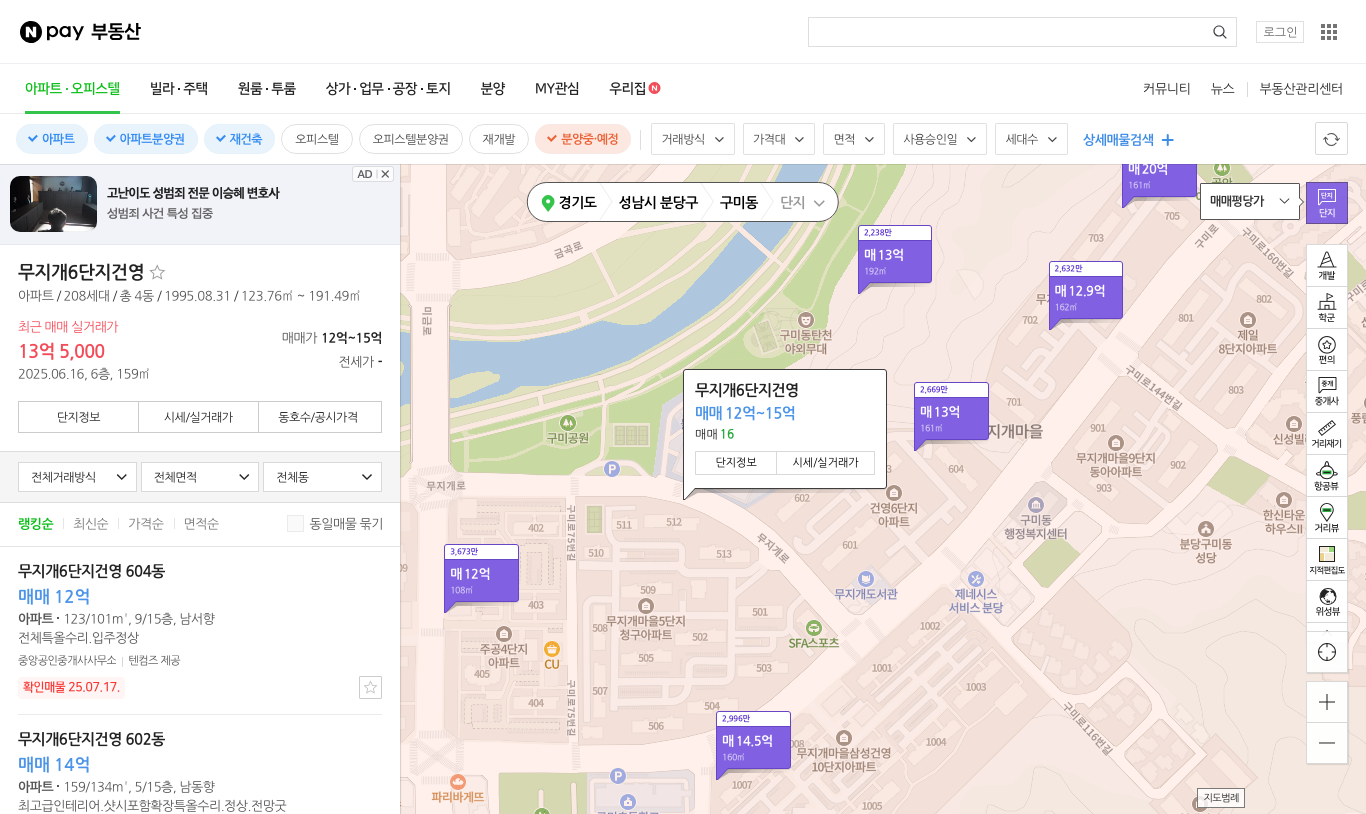 N pay 부동산
로그인
아파트·오피스텔
빌라·주택
원룸·투룸
상가·업무·공장·토지
분양
MY관심
우리집 N
커뮤니티
뉴스
부동산관리센터
아파트
아파트분양권
재건축
오피스텔
오피스텔분양권
재개발
분양중·예정
거래방식
가격대
면적
사용승인일
세대수
상세매물검색
AD
고난이도 성범죄 전문 이승혜 변호사
성범죄 사건 특성 집중
무지개6단지건영
아파트 / 208세대 / 총 4동 / 1995.08.31 / 123.76㎡ ~ 191.49㎡
최근 매매 실거래가
13억 5,000
2025.06.16, 6층, 159㎡
매매가 12억~15억
전세가 -
단지정보
시세/실거래가
동호수/공시가격
전체거래방식
전체면적
전체동
랭킹순
최신순
가격순
면적순
동일매물 묶기
무지개6단지건영 604동
매매 12억
아파트 · 123/101m², 9/15층, 남서향
전체특올수리.입주정상
중앙공인중개사사무소
텐컴즈 제공
확인매물 25.07.17.
무지개6단지건영 602동
매매 14억
아파트 · 159/134m², 5/15층, 남동향
최고급인테리어.샷시포함확장특올수리.정상.전망굿
경기도
성남시 분당구
구미동
단지
매매평당가
단지
단지
개발
학군
편의
중개
중개사
거리재기
항공뷰
거리뷰
지적편집도
위성뷰
지도범례
매 20억
161㎡
2,238만
매 13억
192㎡
2,632만
매 12.9억
162㎡
2,669만
매 13억
161㎡
3,673만
매 12억
108㎡
2,996만
매 14.5억
160㎡
무지개6단지건영
매매 12억~15억
매매 16
단지정보
시세/실거래가
금곡로
미금로
구미동탄천
야외무대
구미공원
P
무지개로
무지개로
구미로75번길
구미로75번길
구미로
구미로160번길
구미로144번길
구미로116번길
703
705
702
701
801
802
803
901
902
903
604
602
601
제일
8단지아파트
지개마을
무지개마을9단지
동아아파트
신성빌
풍림
한신타운
하우스II
분당구미동
성당
구미동
행정복지센터
건영6단지
아파트
무지개도서관
제네시스
서비스 분당
SFA스포츠
402
403
404
405
511
512
510
513
509
508
501
502
503
505
507
504
506
무지개마을5단지
청구아파트
주공4단지
아파트
CU
파리바게뜨
P
1001
1002
1003
1004
1005
1007
1008
무지개마을삼성건영
10단지아파트